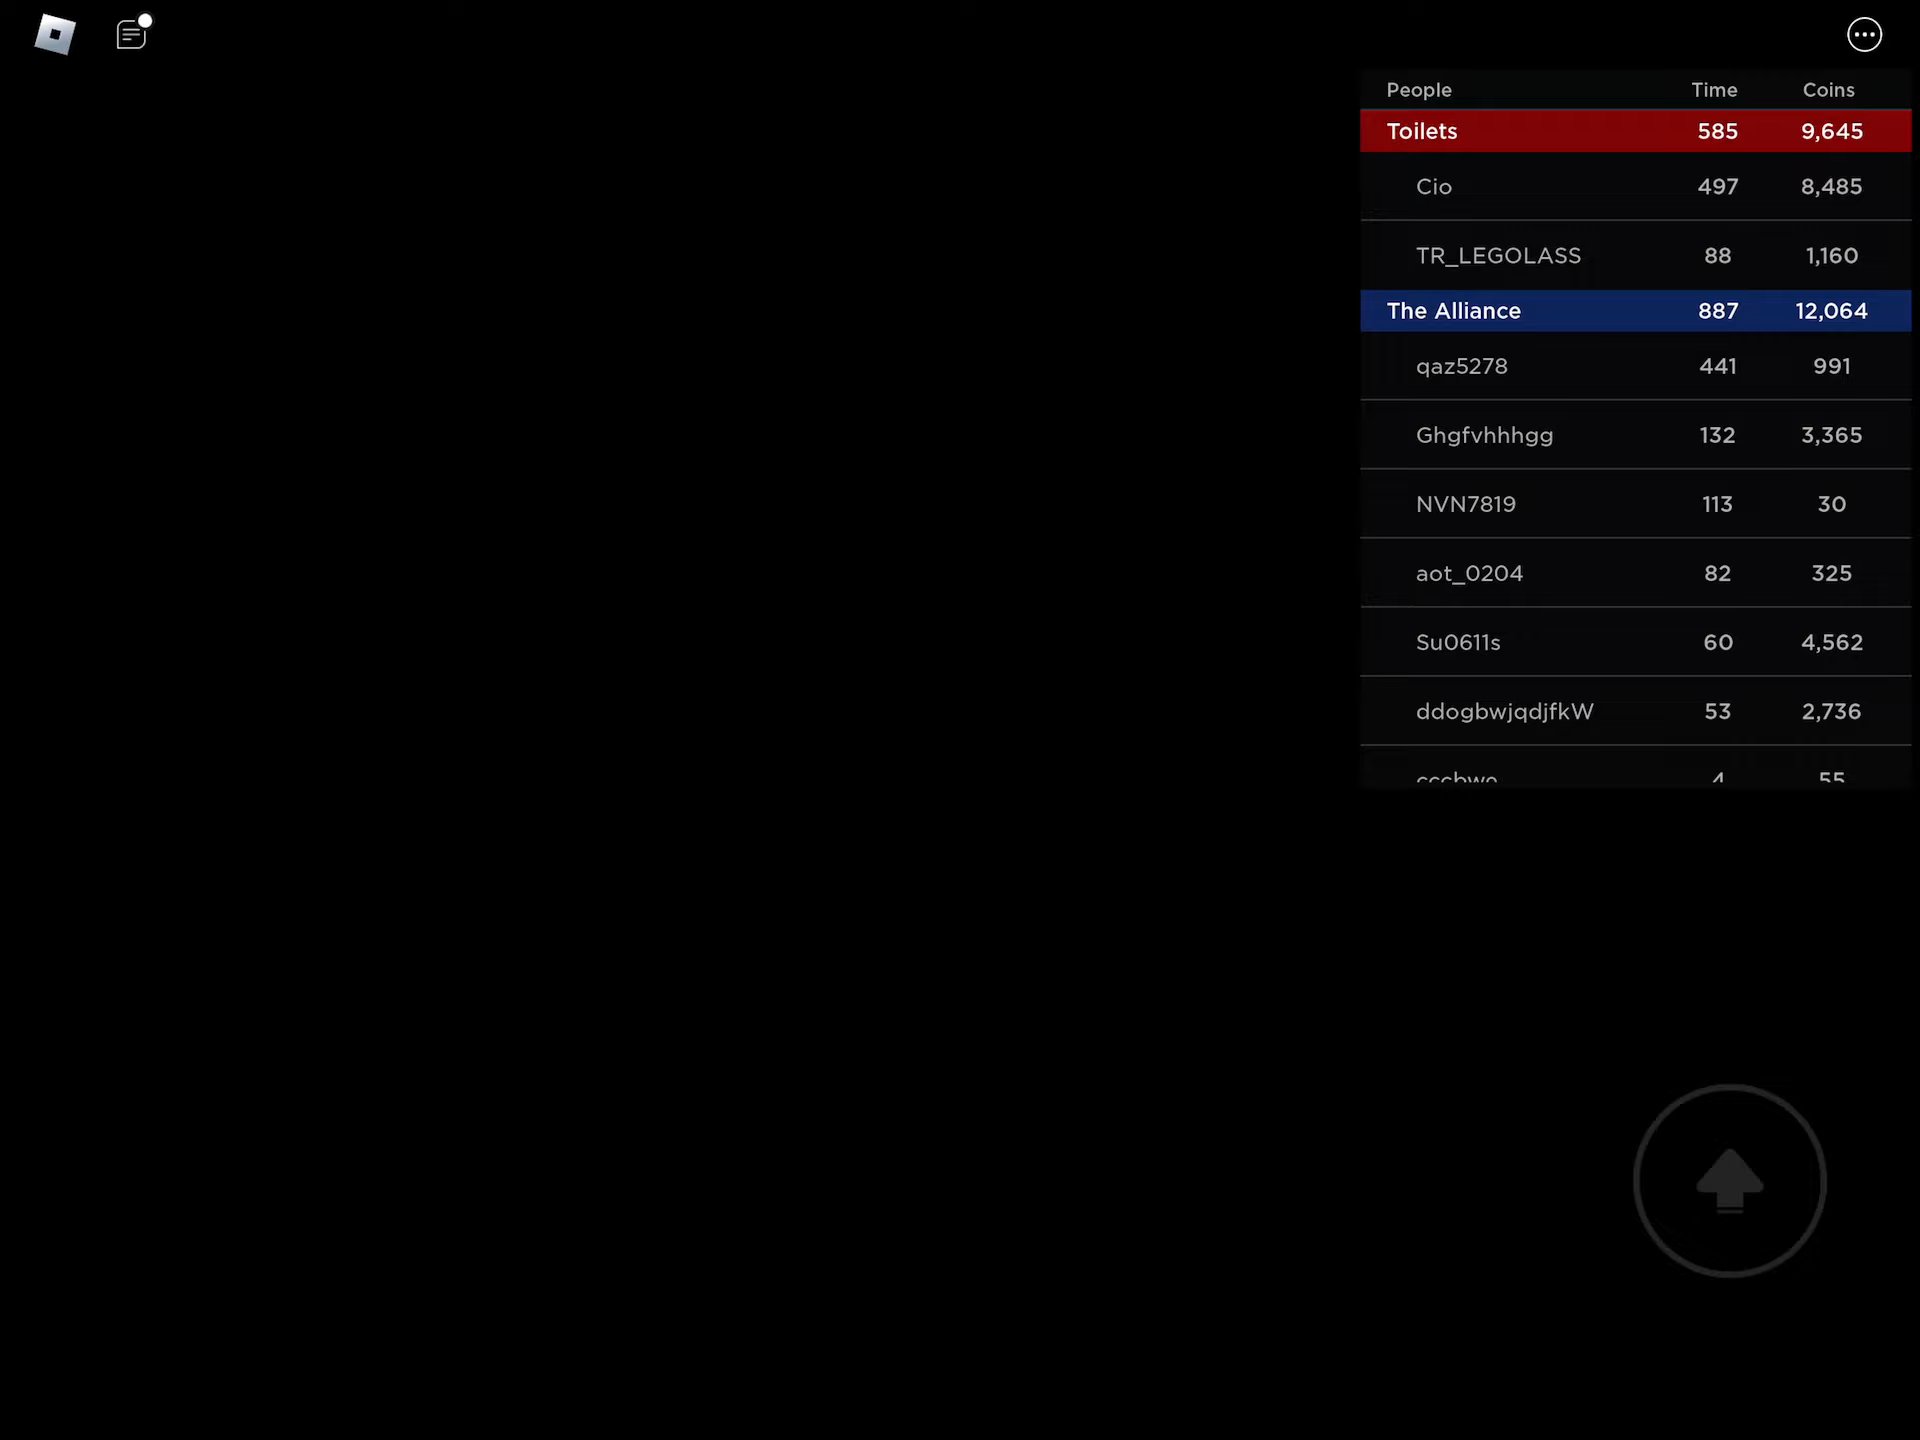 People Time Coins
Toilets 585 9,645
Cio 497 8,485
TR_LEGOLASS 88 1,160
The Alliance 887 12,064
qaz5278 441 991
Ghgfvhhhgg 132 3,365
NVN7819 113 30
aot_0204 82 325
Su0611s 60 4,562
ddogbwjqdjfkW 53 2,736
4 55